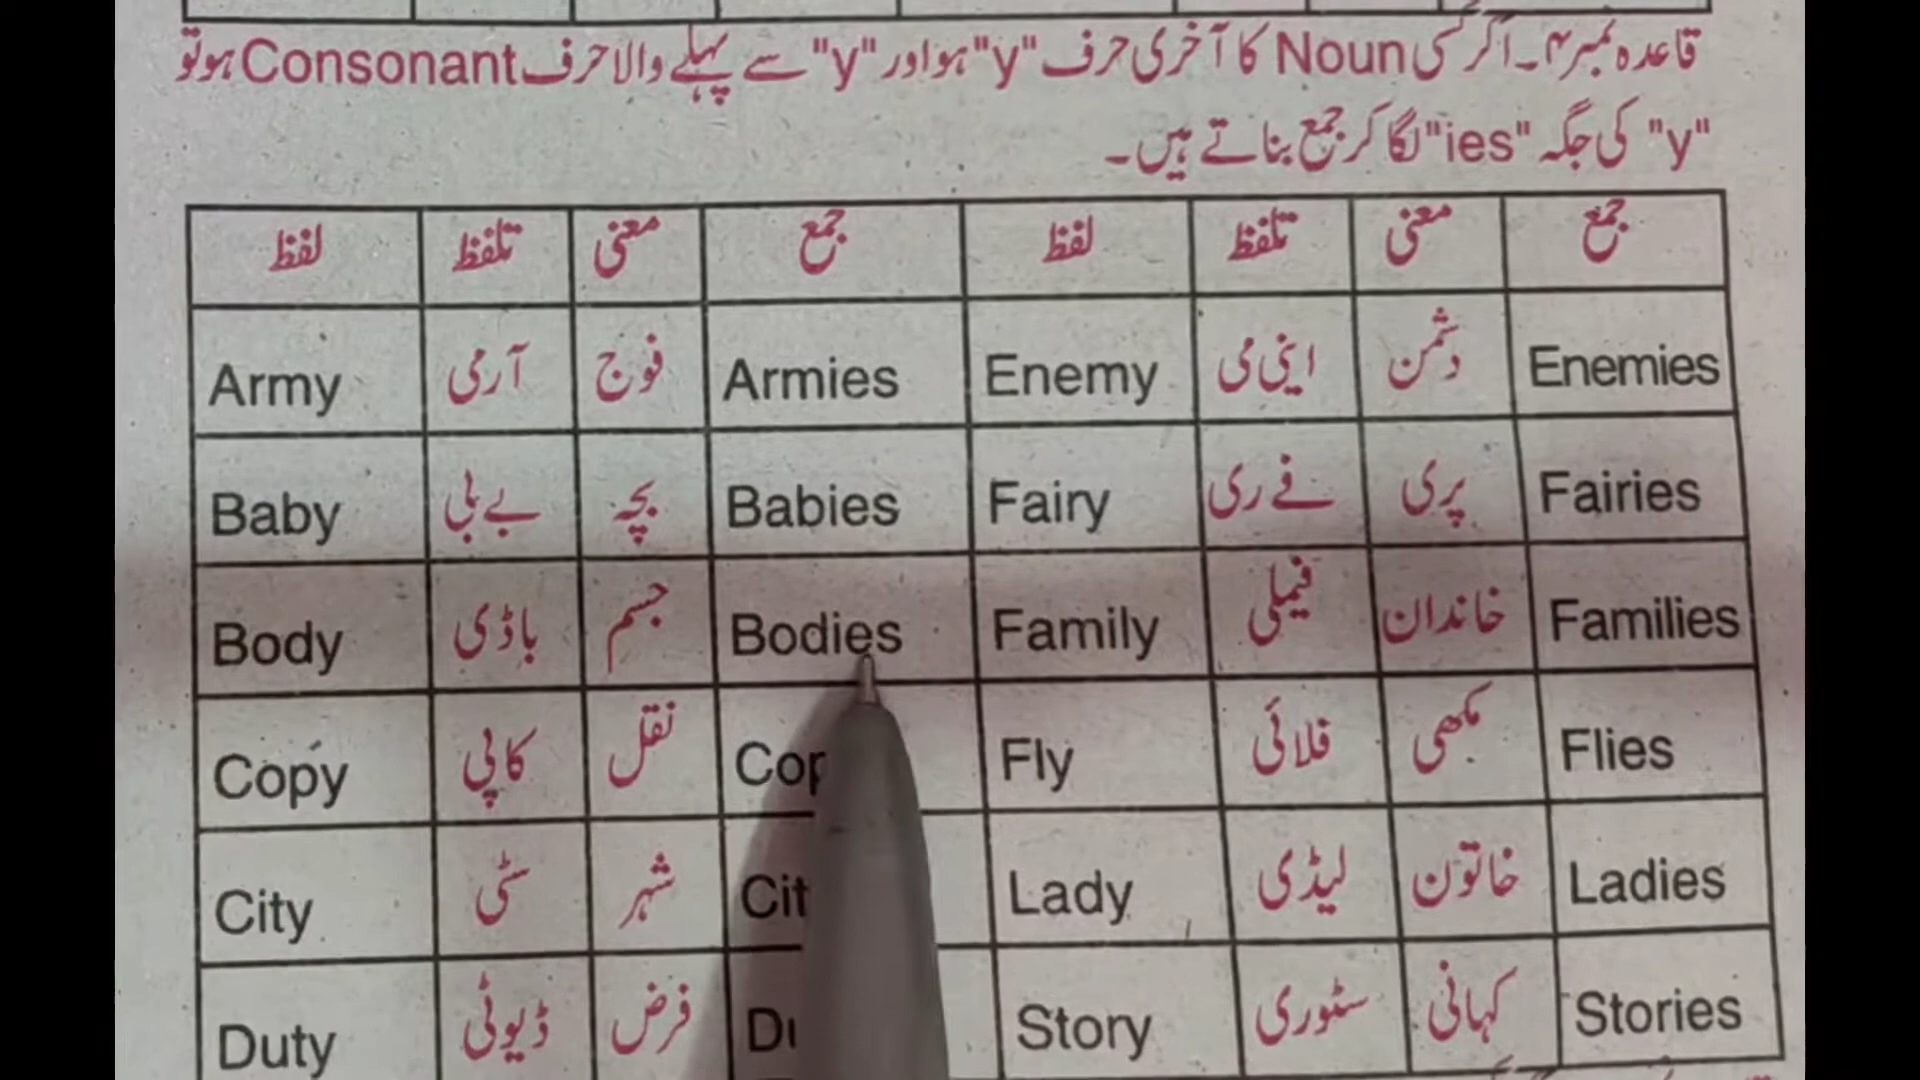 قاعدہ نمبر ۴۔ اگر کسی Noun کا آخری حرف "y" ہو اور "y" سے پہلے والا حرف Consonant ہو تو
"y" کی جگہ "ies" لگا کر جمع بناتے ہیں۔
لفظ تلفظ معنی جمع لفظ تلفظ معنی جمع
Army آرمی فوج Armies Enemy اینی می دشمن Enemies
Baby بے بی بچہ Babies Fairy فے ری پری Fairies
Body باڈی جسم Bodies Family فیملی خاندان Families
Copy کاپی نقل Cop Fly فلائی مکھی Flies
City سٹی شہر Cit Lady لیڈی خاتون Ladies
Duty ڈیوٹی فرض Story سٹوری کہانی Stories